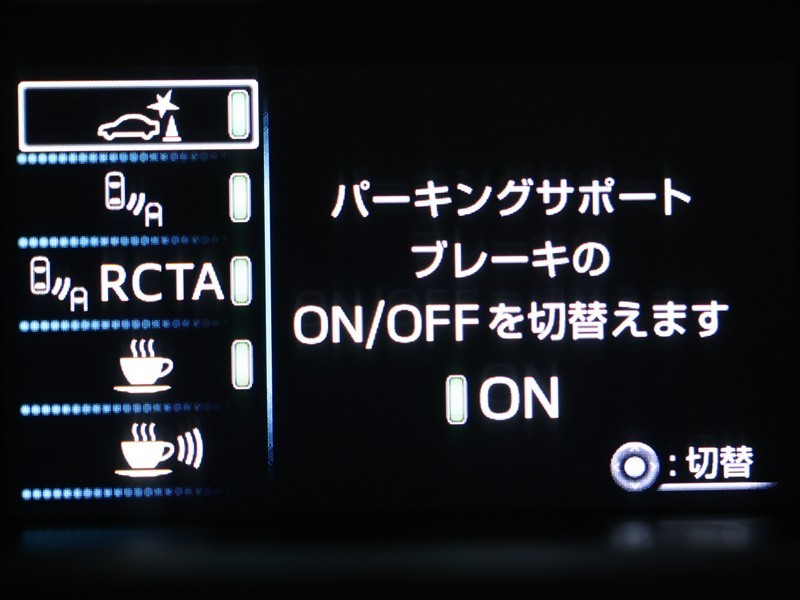 RCTA
パーキングサポート
ブレーキの
ON/OFFを切替えます
ON
:切替